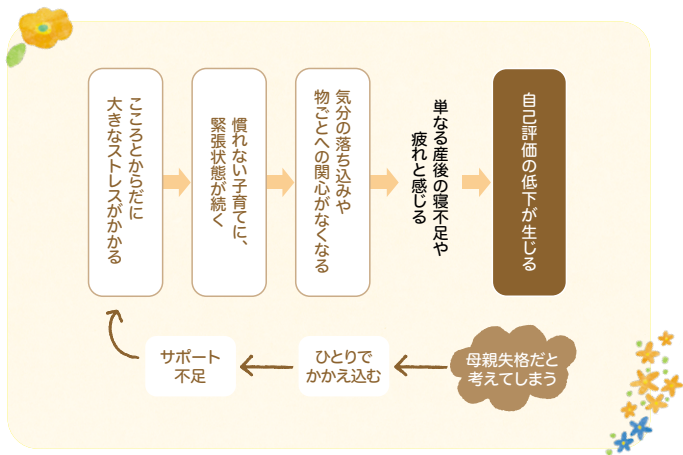 こころとからだに
大きなストレスがかかる
慣れない子育てに、
緊張状態が続く
気分の落ち込みや
物ごとへの関心がなくなる
単なる産後の寝不足や
疲れと感じる
自己評価の低下が生じる
母親失格だと
考えてしまう
ひとりで
かかえ込む
サポート
不足